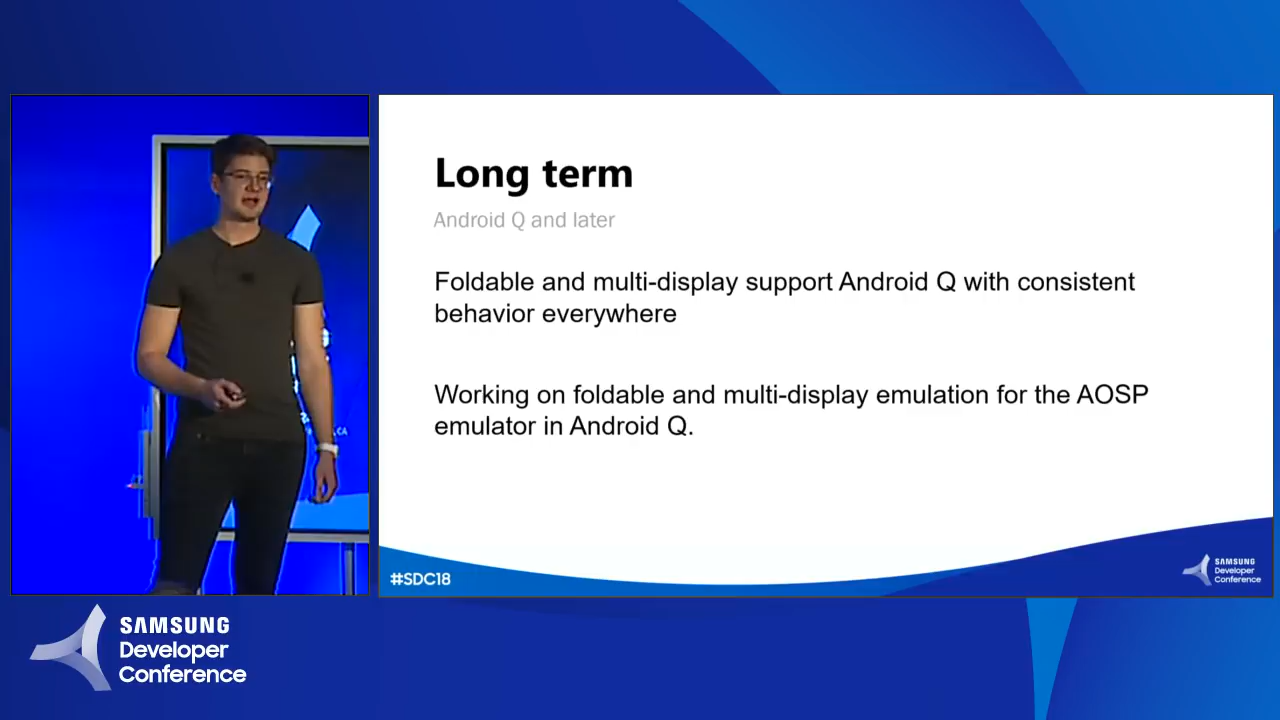 Long term
Android Q and later
Foldable and multi-display support Android Q with consistent
behavior everywhere
Working on foldable and multi-display emulation for the AOSP
emulator in Android Q.
#SDC18
SAMSUNG
Developer
Conference
SAMSUNG
Developer
Conference